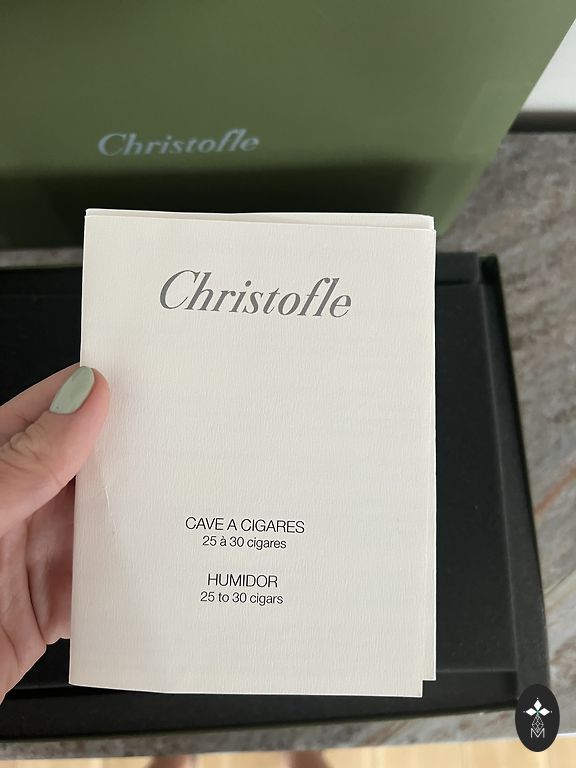 Christofle
Christofle
CAVE A CIGARES
25 à 30 cigares
HUMIDOR
25 to 30 cigars